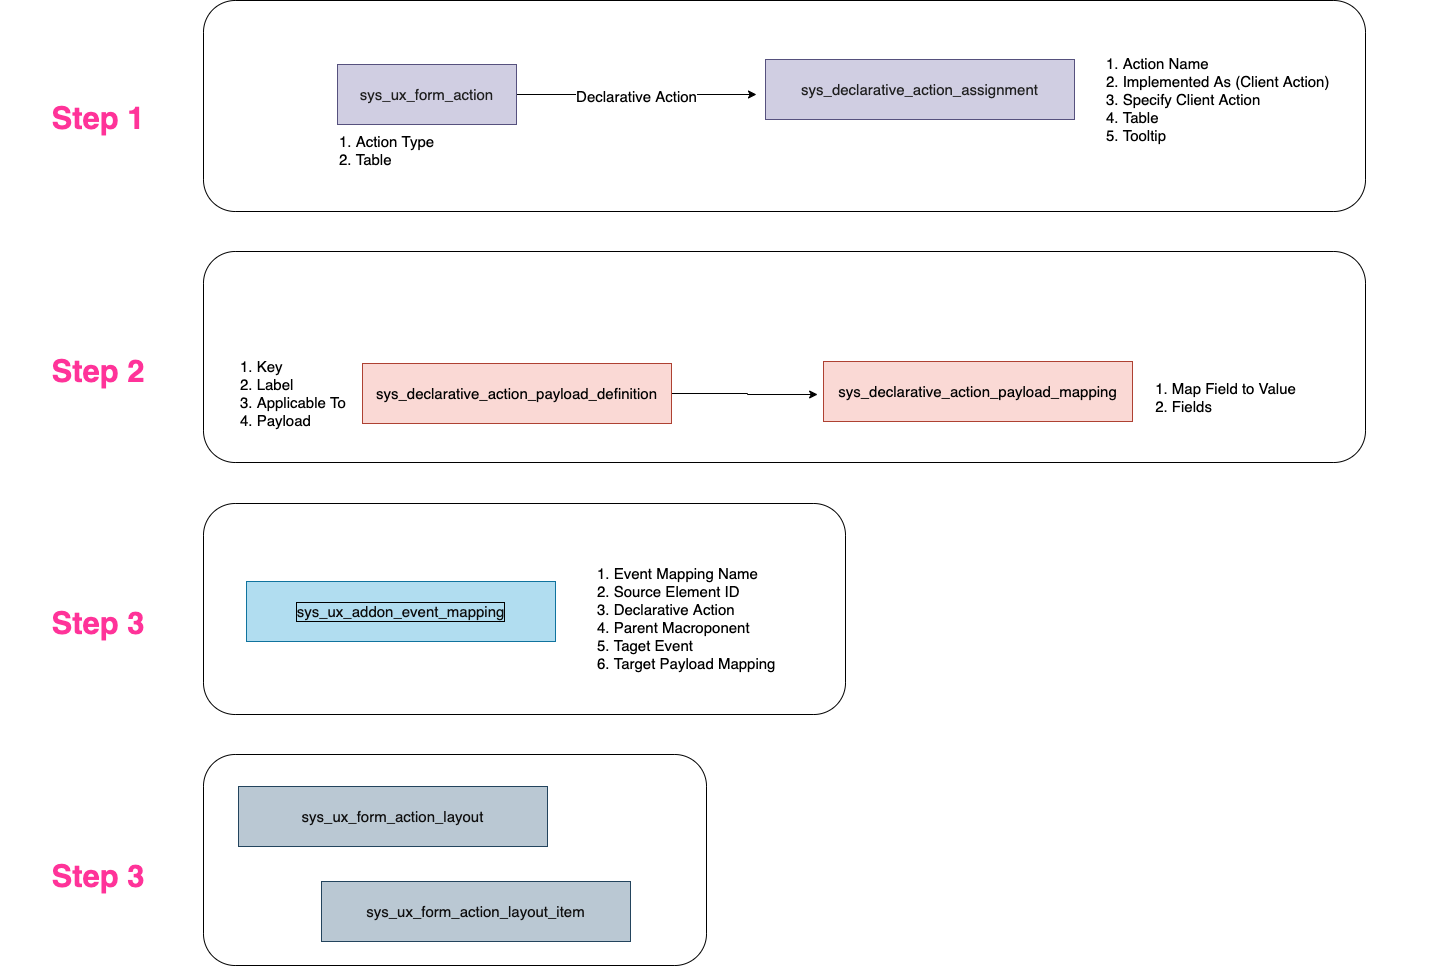 Step 1
sys_ux_form_action
1. Action Type
2. Table
Declarative Action
sys_declarative_action_assignment
1. Action Name
2. Implemented As (Client Action)
3. Specify Client Action
4. Table
5. Tooltip
Step 2
1. Key
2. Label
3. Applicable To
4. Payload
sys_declarative_action_payload_definition
sys_declarative_action_payload_mapping
1. Map Field to Value
2. Fields
Step 3
sys_ux_addon_event_mapping
1. Event Mapping Name
2. Source Element ID
3. Declarative Action
4. Parent Macroponent
5. Taget Event
6. Target Payload Mapping
Step 3
sys_ux_form_action_layout
sys_ux_form_action_layout_item